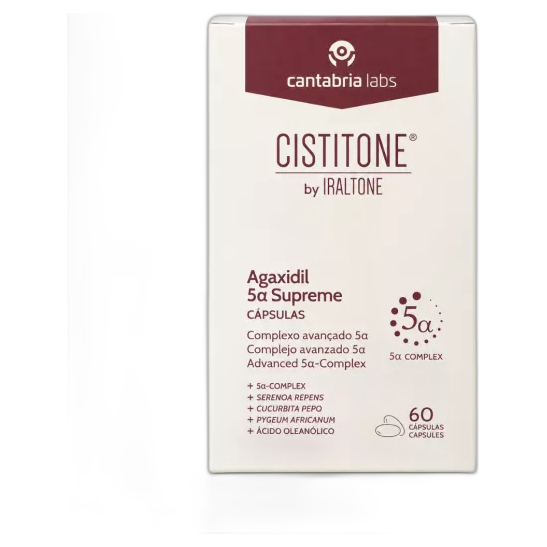 cantabria labs
CISTITONE®
by IRALTONE
Agaxidil
5α Supreme
CÁPSULAS
Complexo avançado 5α
Complejo avanzado 5α
Advanced 5α-Complex
+ 5α-COMPLEX
+ SERENOA REPENS
+ CUCURBITA PEPO
+ PYGEUM AFRICANUM
+ ÁCIDO OLEANÓLICO
5α
5α COMPLEX
60
CÁPSULAS
CAPSULES